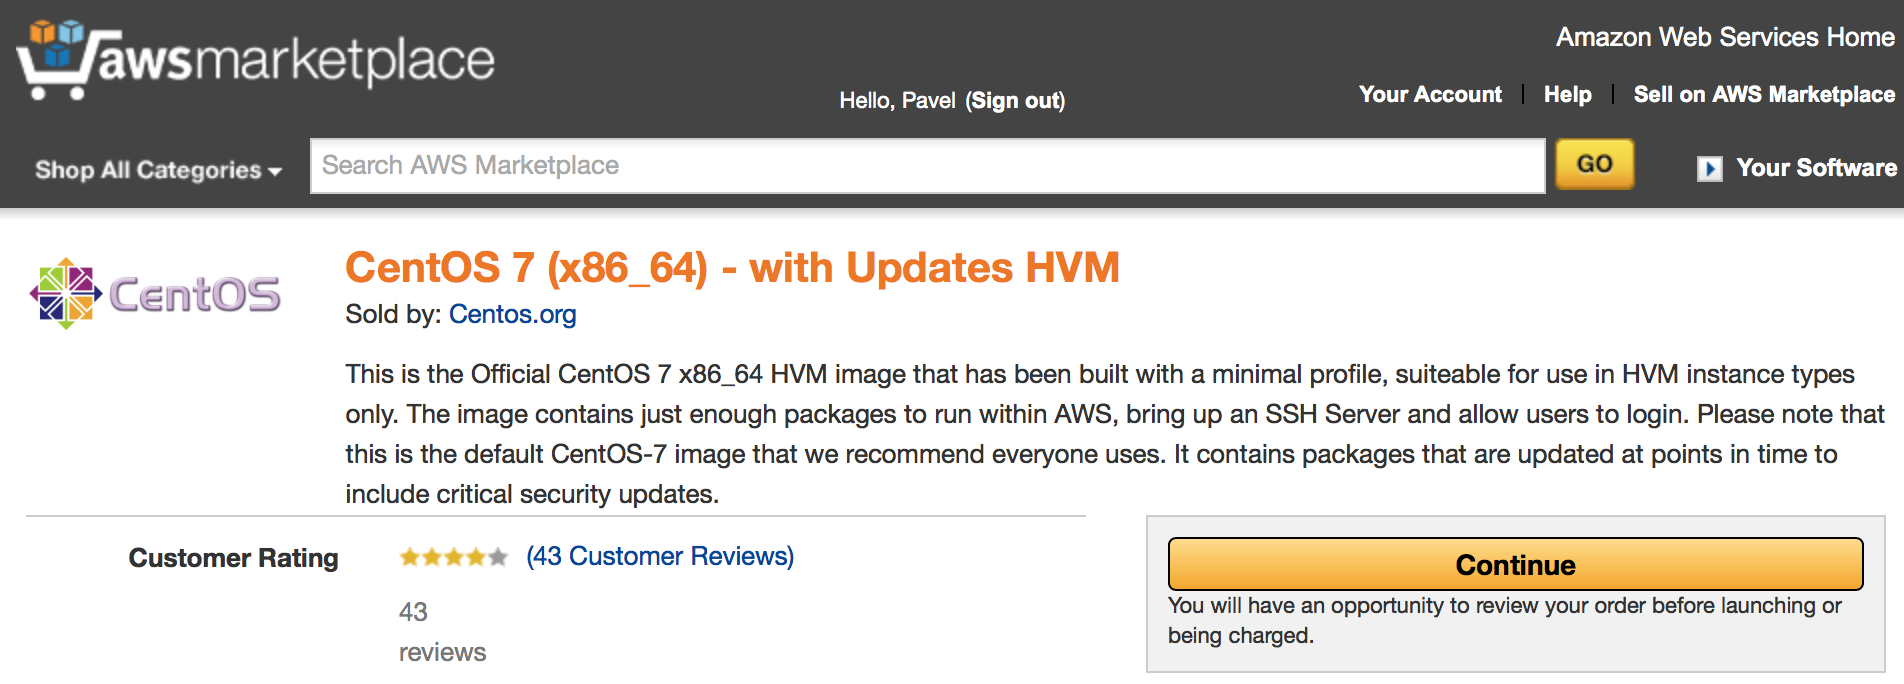 awsmarketplace
Amazon Web Services Home
Hello, Pavel (Sign out)
Your Account | Help | Sell on AWS Marketplace
Shop All Categories
Search AWS Marketplace
GO
Your Software
CentOS
CentOS 7 (x86_64) - with Updates HVM
Sold by: Centos.org
This is the Official CentOS 7 x86_64 HVM image that has been built with a minimal profile, suiteable for use in HVM instance types
only. The image contains just enough packages to run within AWS, bring up an SSH Server and allow users to login. Please note that
this is the default CentOS-7 image that we recommend everyone uses. It contains packages that are updated at points in time to
include critical security updates.
Customer Rating
(43 Customer Reviews)
43
reviews
Continue
You will have an opportunity to review your order before launching or
being charged.